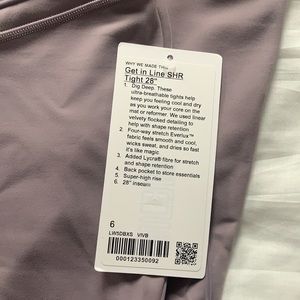 WHY WE MADE THIS
Get in Line SHR
Tight 28"
1. Dig Deep. These
ultra-breathable tights help
keep you feeling cool and dry
as you work your core on the
mat or reformer. We used linear
velvety flocked detailing to
help with shape retention
2. Four-way stretch Everlux™
fabric feels smooth and cool,
wicks sweat, and dries so fast
it's like magic
3. Added Lycra® fibre for stretch
and shape retention
4. Back pocket to store essentials
5. Super-high rise
6. 28" inseam
6
LW5DBXS VIVB
000123350092